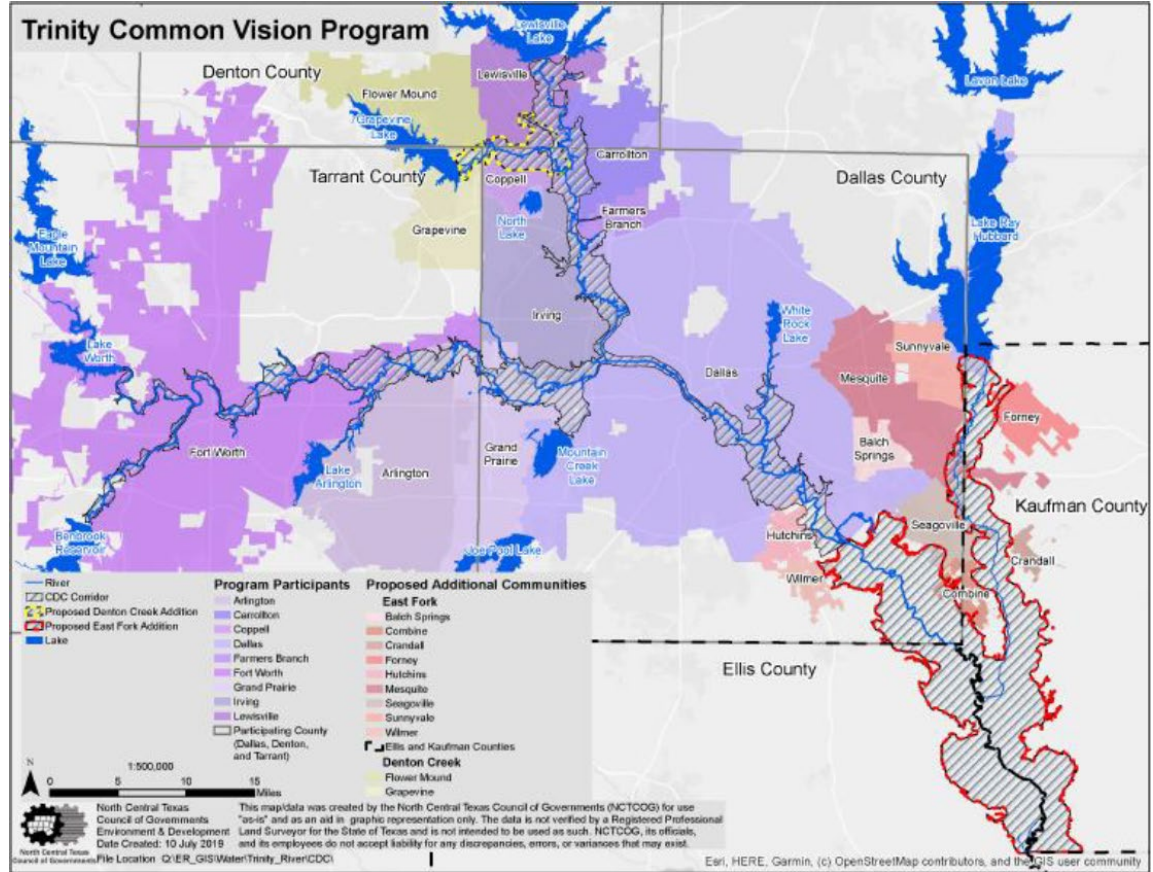 Trinity Common Vision Program
Lewisville
Lake
Denton County
Lewisville
Lavon Lake
Flower Mound
Grapevine
Lake
Carrollton
Tarrant County
Coppell
Dallas County
North
Lake
Farmers
Branch
Lake Ray
Hubbard
Grapevine
Eagle
Mountain
Lake
Irving
White
Rock
Lake
Lake
Worth
Sunnyvale
Dallas
Mesquite
Forney
Balch
Springs
Fort Worth
Grand
Prairie
Mountain
Creek
Lake
Lake
Arlington
Arlington
Kaufman County
Seagoville
Benbrook
Reservoir
Joe Pool Lake
Hutchins
Crandall
Wilmer
Combine
Ellis County
River
CDC Corridor
Proposed Denton Creek Addition
Proposed East Fork Addition
Lake
Program Participants
Arlington
Carrollton
Coppell
Dallas
Farmers Branch
Fort Worth
Grand Prairie
Irving
Lewisville
Participating County
(Dallas, Denton,
and Tarrant)
Proposed Additional Communities
East Fork
Balch Springs
Combine
Crandall
Forney
Hutchins
Mesquite
Seagoville
Sunnyvale
Wilmer
Ellis and Kaufman Counties
Denton Creek
Flower Mound
Grapevine
N
1:500,000
0 5 10 15
Miles
North Central Texas
Council of Governments
Environment & Development
Date Created: 10 July 2019
File Location Q:\ER_GIS\Water\Trinity_River\CDC\
North Central Texas
Council of Governments
This map/data was created by the North Central Texas Council of Governments (NCTCOG) for use
"as-is" and as an aid in graphic representation only. The data is not verified by a Registered Professional
Land Surveyor for the State of Texas and is not intended to be used as such. NCTCOG, its officials,
and its employees do not accept liability for any discrepancies, errors, or variances that may exist.
Esri, HERE, Garmin, (c) OpenStreetMap contributors, and the GIS user community